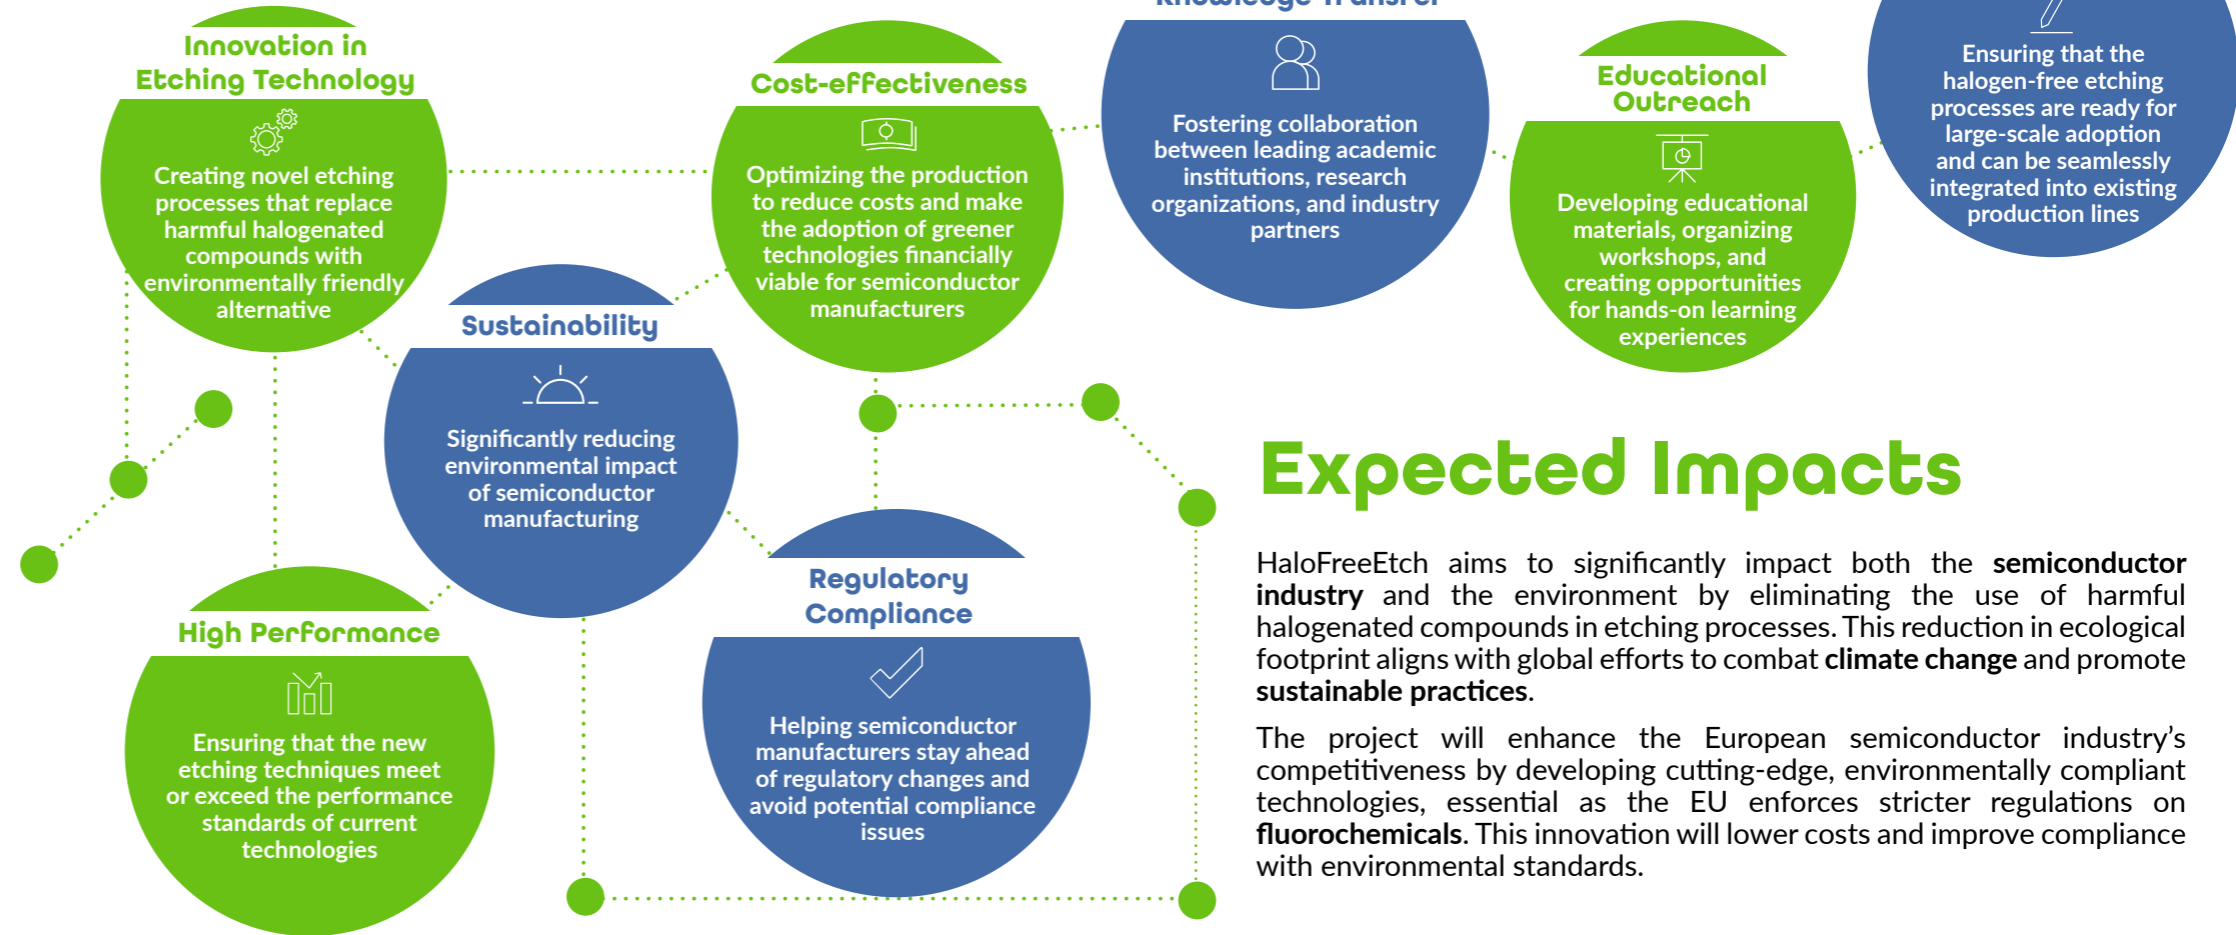 Innovation in
Etching Technology
Creating novel etching
processes that replace
harmful halogenated
compounds with
environmentally friendly
alternative
Cost-effectiveness
Optimizing the production
to reduce costs and make
the adoption of greener
technologies financially
viable for semiconductor
manufacturers
Knowledge Transfer
Fostering collaboration
between leading academic
institutions, research
organizations, and industry
partners
Educational
Outreach
Developing educational
materials, organizing
workshops, and
creating opportunities
for hands-on learning
experiences
Ensuring that the
halogen-free etching
processes are ready for
large-scale adoption
and can be seamlessly
integrated into existing
production lines
Sustainability
Significantly reducing
environmental impact
of semiconductor
manufacturing
High Performance
Ensuring that the new
etching techniques meet
or exceed the performance
standards of current
technologies
Regulatory
Compliance
Helping semiconductor
manufacturers stay ahead
of regulatory changes and
avoid potential compliance
issues
Expected Impacts
HaloFreeEtch aims to significantly impact both the semiconductor
industry and the environment by eliminating the use of harmful
halogenated compounds in etching processes. This reduction in ecological
footprint aligns with global efforts to combat climate change and promote
sustainable practices.
The project will enhance the European semiconductor industry’s
competitiveness by developing cutting-edge, environmentally compliant
technologies, essential as the EU enforces stricter regulations on
fluorochemicals. This innovation will lower costs and improve compliance
with environmental standards.